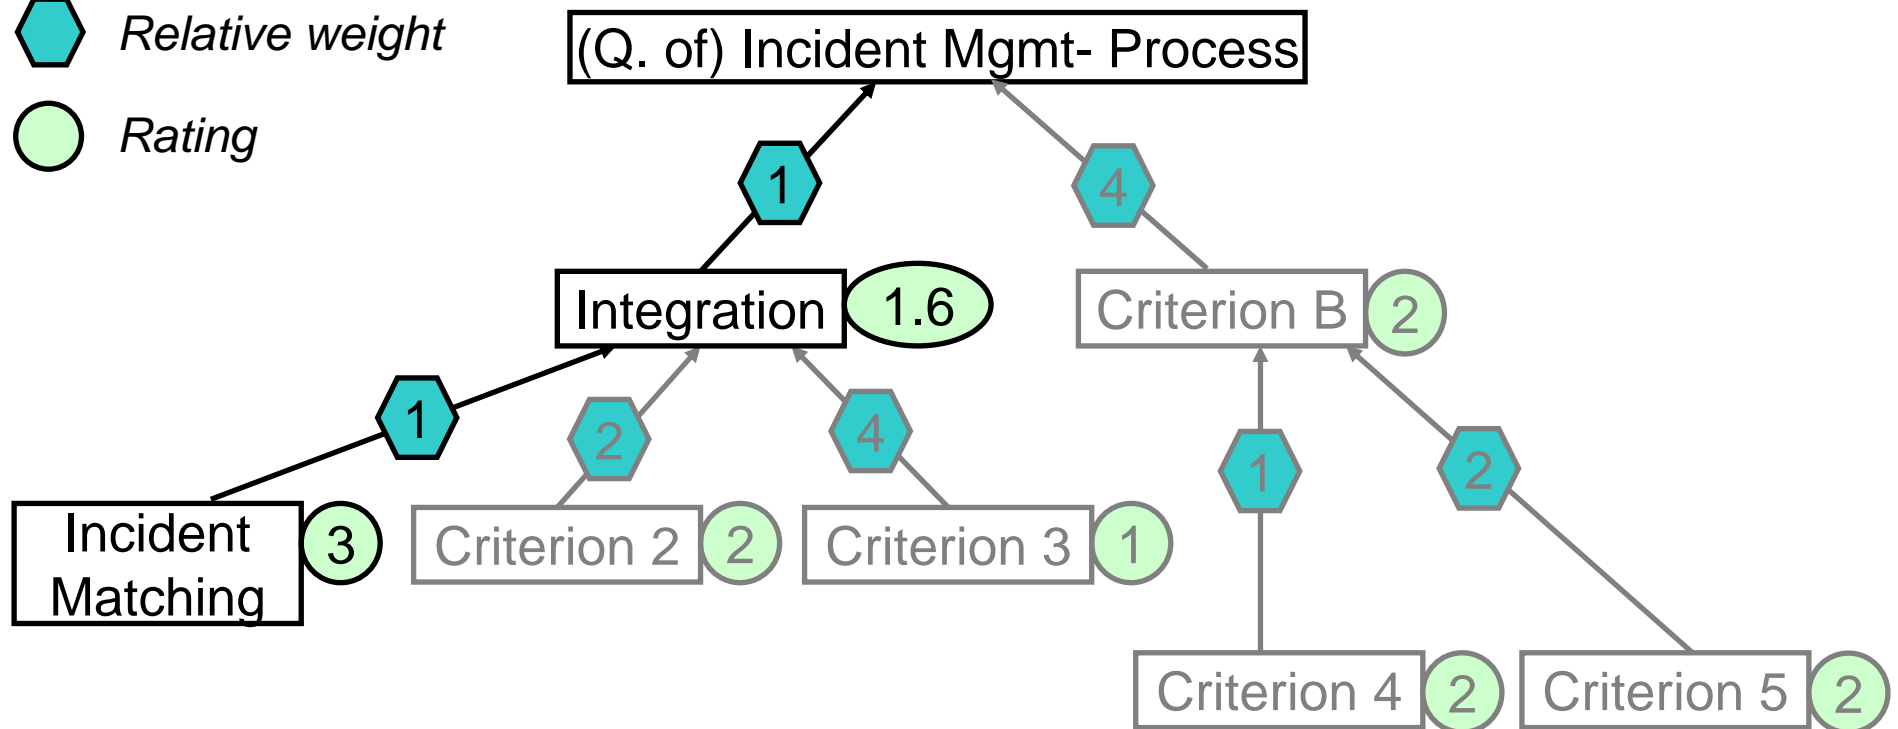 Relative weight
(Q. of) Incident Mgmt- Process
Rating
1
4
Integration
1.6
Criterion B
2
1
2
4
1
2
Incident
Matching
3
Criterion 2
2
Criterion 3
1
Criterion 4
2
Criterion 5
2